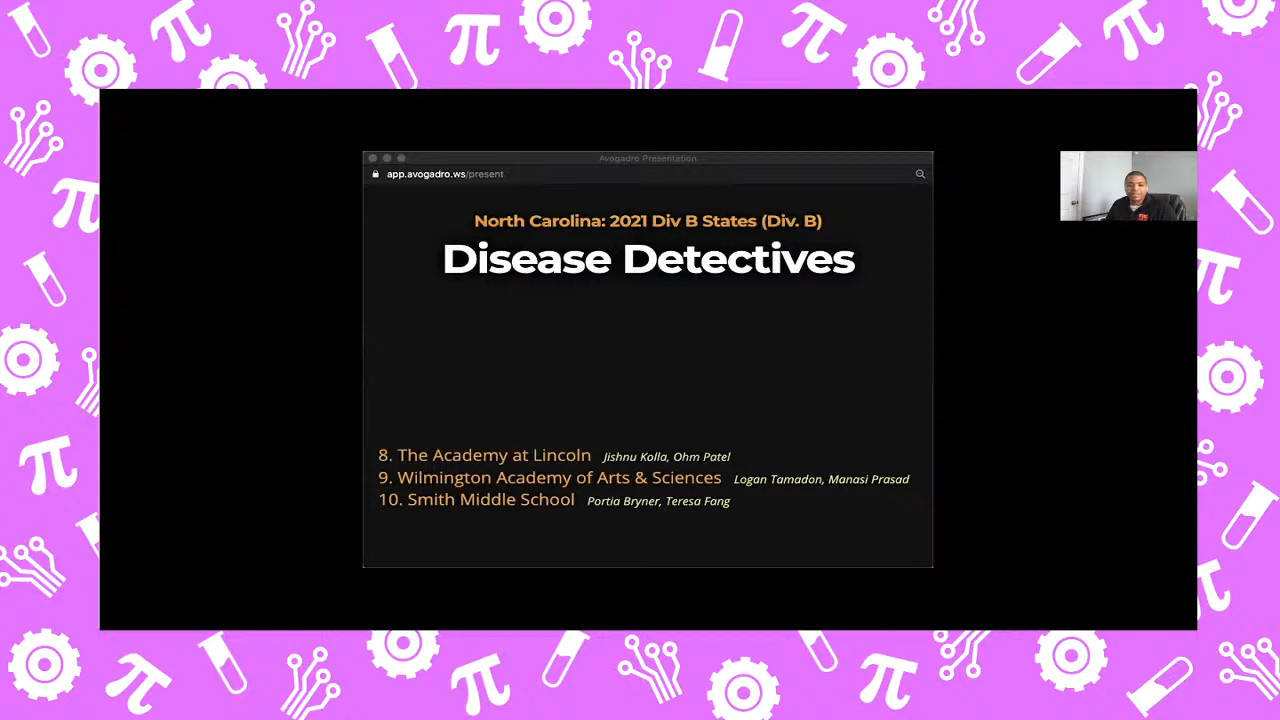 Avogadro Presentation
app.avogadro.ws/present
North Carolina: 2021 Div B States (Div. B)
Disease Detectives
8. The Academy at Lincoln Jishnu Kolla, Ohm Patel
9. Wilmington Academy of Arts & Sciences Logan Tamadon, Manasi Prasad
10. Smith Middle School Portia Bryner, Teresa Fang